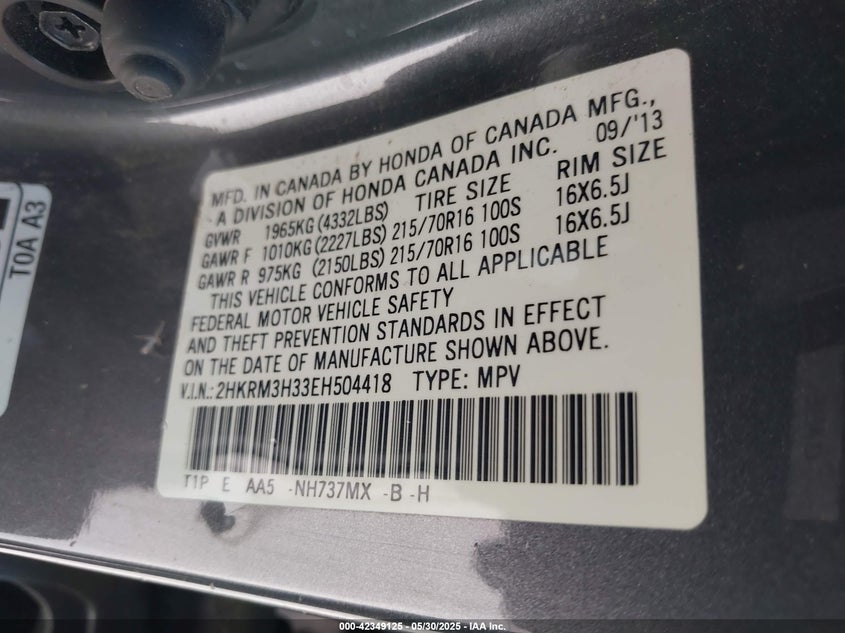 MFD. IN CANADA BY HONDA OF CANADA MFG.,
A DIVISION OF HONDA CANADA INC. 09/'13
GVWR 1965KG (4332LBS) TIRE SIZE RIM SIZE
GAWR F 1010KG (2227LBS) 215/70R16 100S 16X6.5J
GAWR R 975KG (2150LBS) 215/70R16 100S 16X6.5J
THIS VEHICLE CONFORMS TO ALL APPLICABLE
FEDERAL MOTOR VEHICLE SAFETY
AND THEFT PREVENTION STANDARDS IN EFFECT
ON THE DATE OF MANUFACTURE SHOWN ABOVE.
V.I.N.: 2HKRM3H33EH504418 TYPE: MPV
T1P E AA5 -NH737MX -B -H
T0A A3
000-42349125 - 05/30/2025 - IAA Inc.